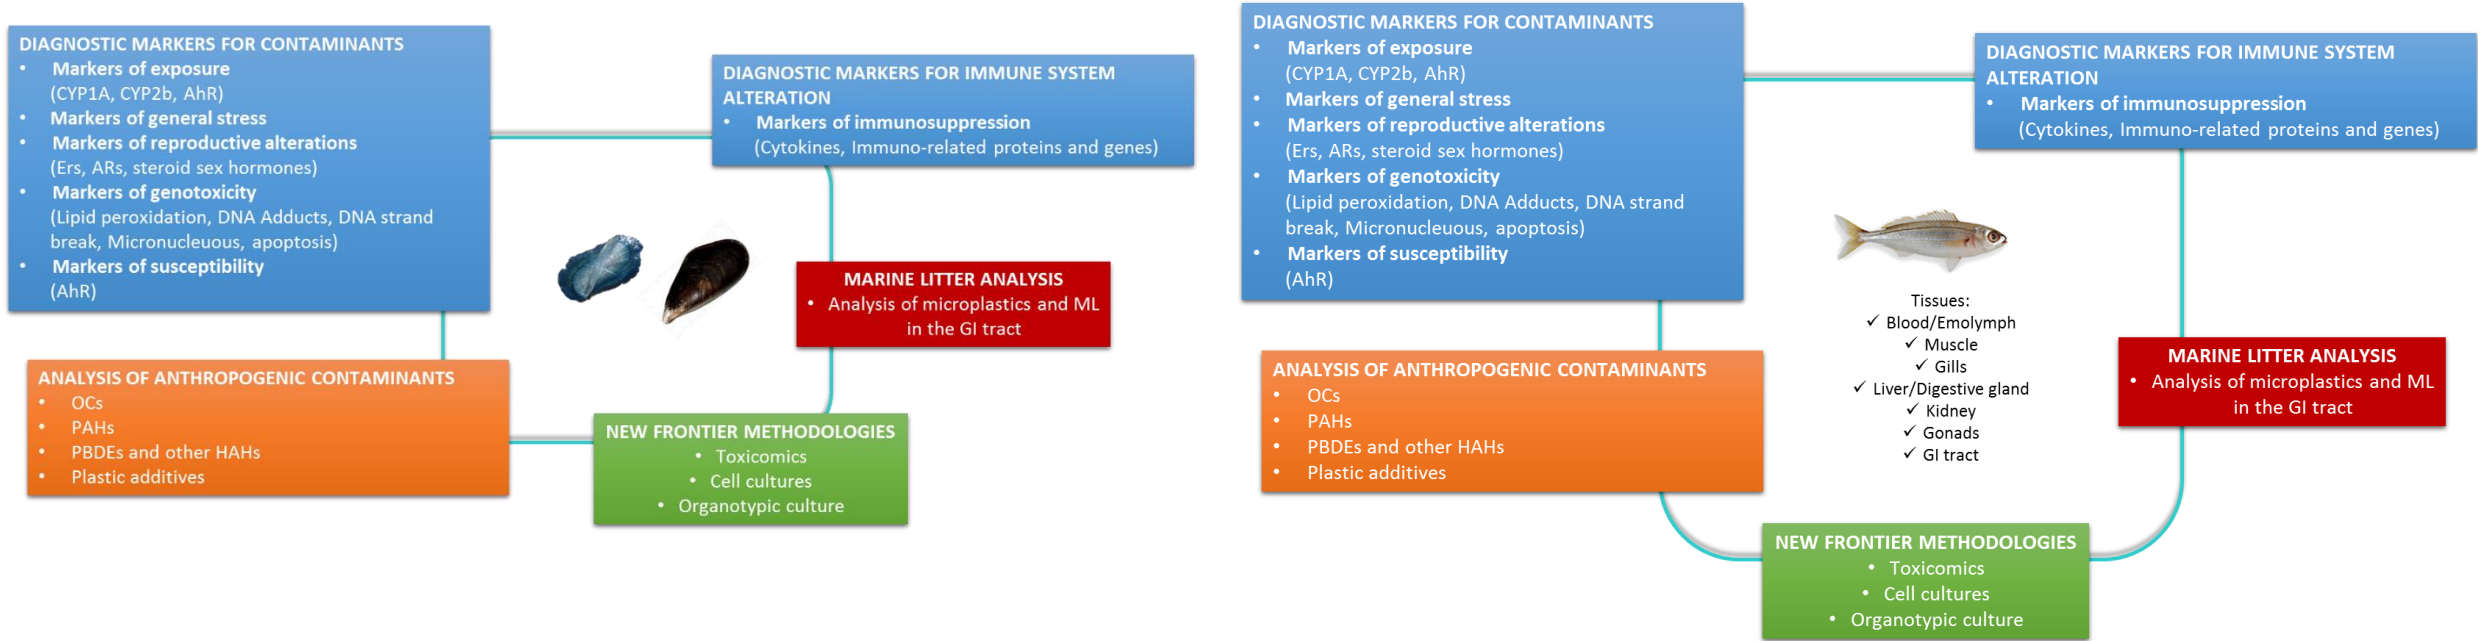 DIAGNOSTIC MARKERS FOR CONTAMINANTS
• Markers of exposure
(CYP1A, CYP2b, AhR)
• Markers of general stress
• Markers of reproductive alterations
(Ers, ARs, steroid sex hormones)
• Markers of genotoxicity
(Lipid peroxidation, DNA Adducts, DNA strand
break, Micronucleuous, apoptosis)
• Markers of susceptibility
(AhR)
DIAGNOSTIC MARKERS FOR IMMUNE SYSTEM
ALTERATION
• Markers of immunosuppression
(Cytokines, Immuno-related proteins and genes)
MARINE LITTER ANALYSIS
• Analysis of microplastics and ML
in the GI tract
ANALYSIS OF ANTHROPOGENIC CONTAMINANTS
• OCs
• PAHs
• PBDEs and other HAHs
• Plastic additives
NEW FRONTIER METHODOLOGIES
• Toxicomics
• Cell cultures
• Organotypic culture
DIAGNOSTIC MARKERS FOR CONTAMINANTS
• Markers of exposure
(CYP1A, CYP2b, AhR)
• Markers of general stress
• Markers of reproductive alterations
(Ers, ARs, steroid sex hormones)
• Markers of genotoxicity
(Lipid peroxidation, DNA Adducts, DNA strand
break, Micronucleuous, apoptosis)
• Markers of susceptibility
(AhR)
DIAGNOSTIC MARKERS FOR IMMUNE SYSTEM
ALTERATION
• Markers of immunosuppression
(Cytokines, Immuno-related proteins and genes)
Tissues:
✓ Blood/Emolymph
✓ Muscle
✓ Gills
✓ Liver/Digestive gland
✓ Kidney
✓ Gonads
✓ GI tract
MARINE LITTER ANALYSIS
• Analysis of microplastics and ML
in the GI tract
ANALYSIS OF ANTHROPOGENIC CONTAMINANTS
• OCs
• PAHs
• PBDEs and other HAHs
• Plastic additives
NEW FRONTIER METHODOLOGIES
• Toxicomics
• Cell cultures
• Organotypic culture